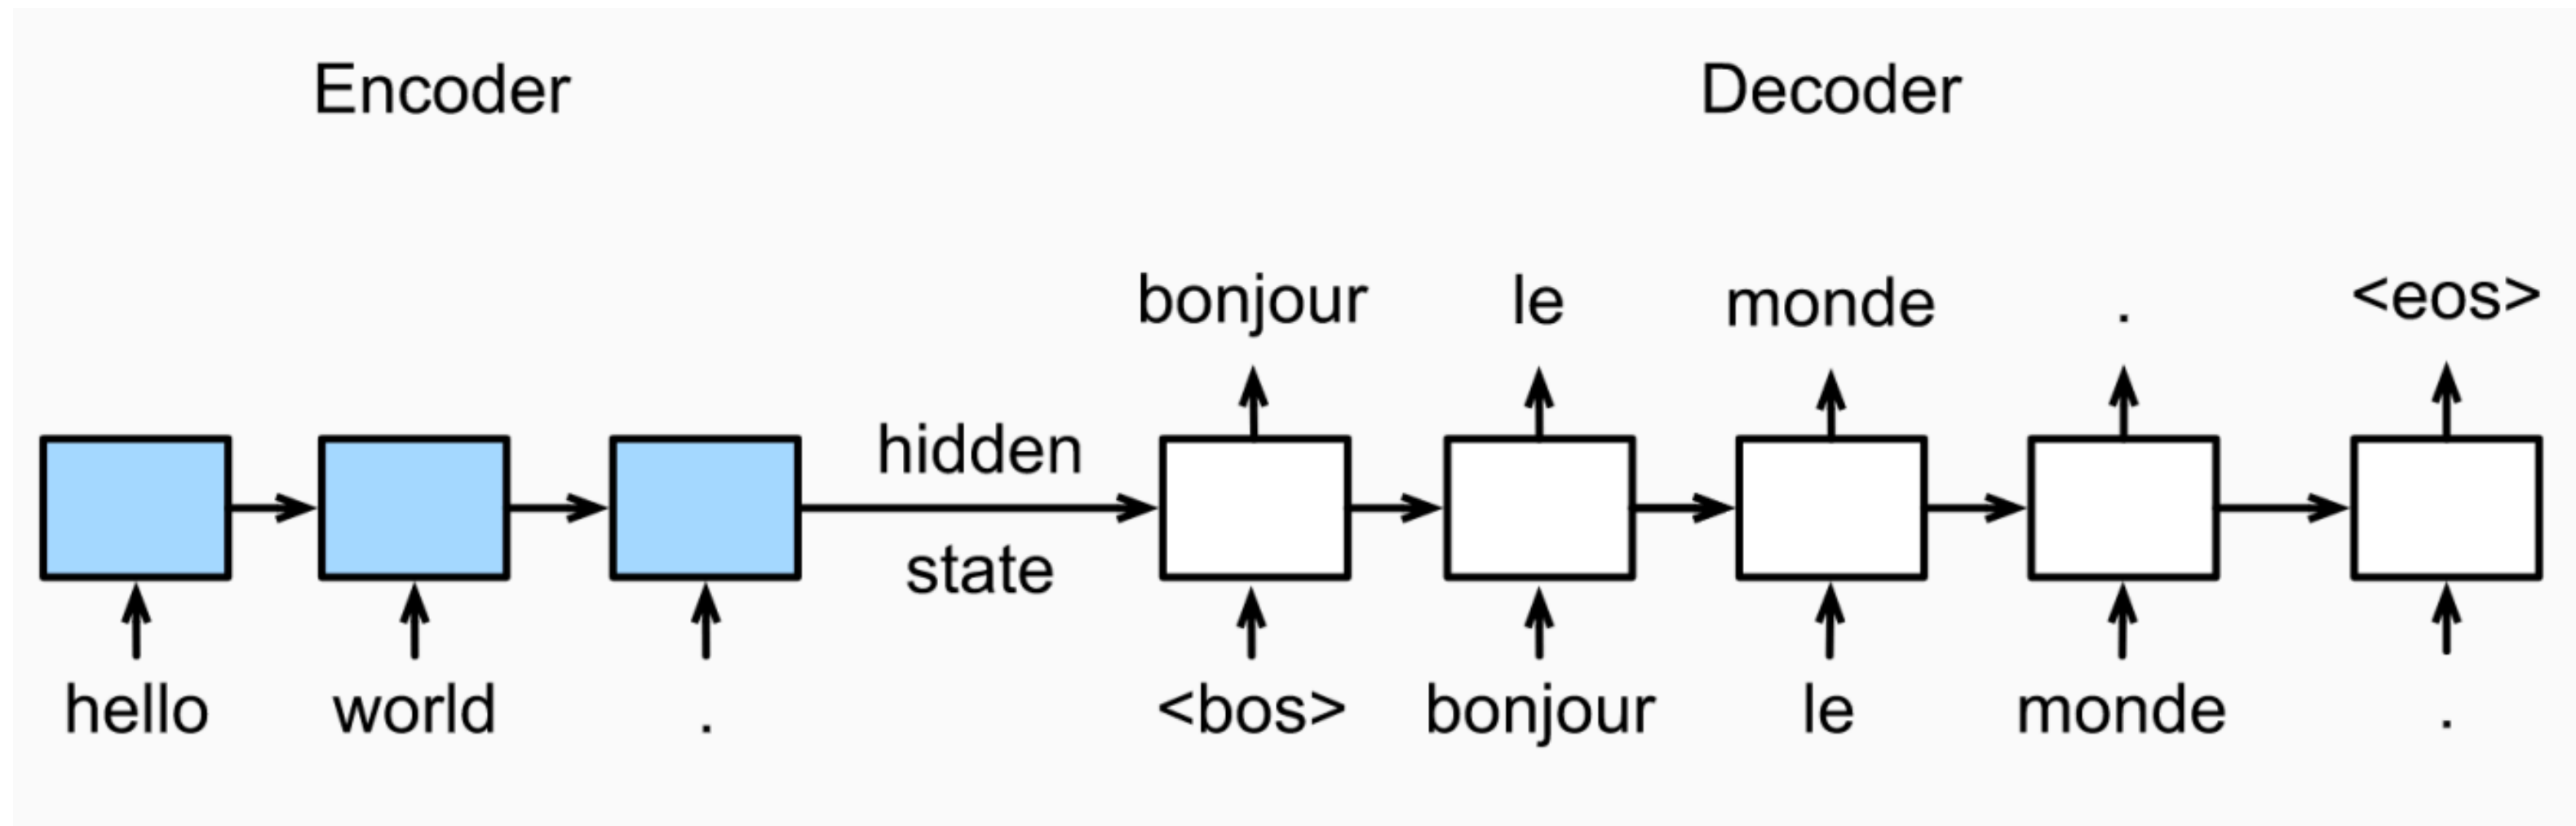 Encoder Decoder
bonjour le monde . <eos>
hidden
state
hello world . <bos> bonjour le monde .